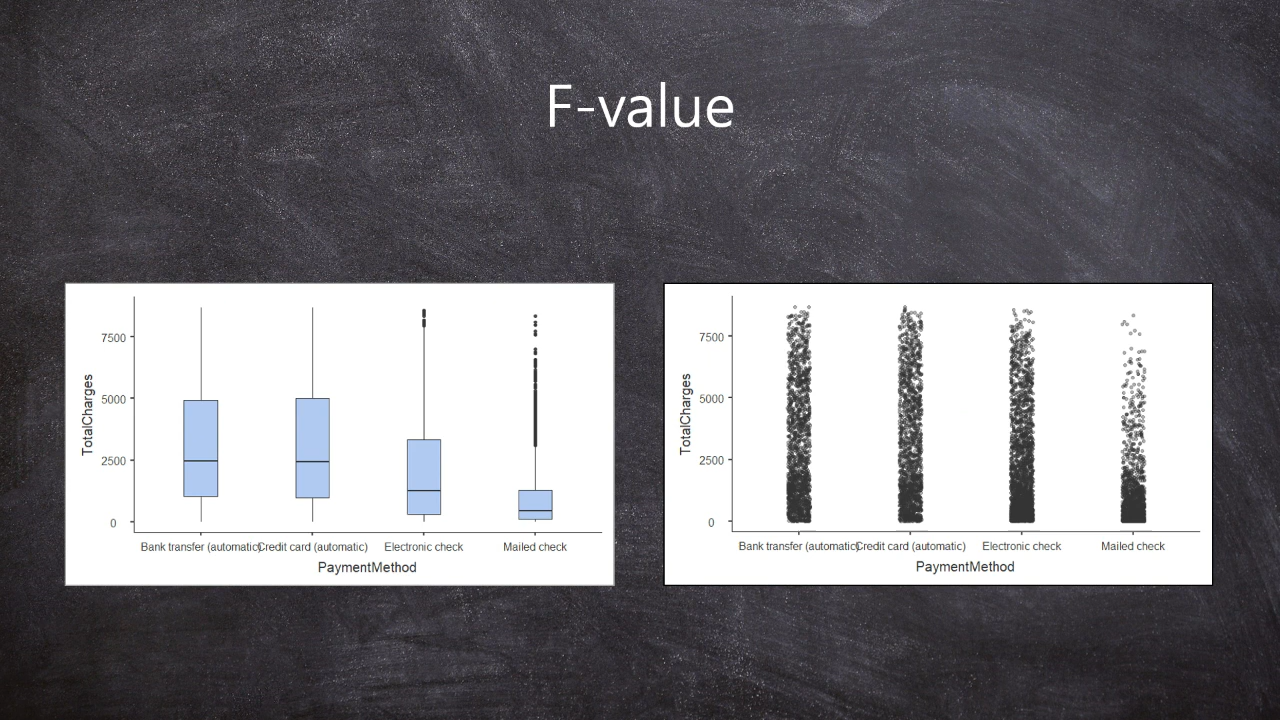 F-value
7500
5000
2500
0
TotalCharges
Bank transfer (automatic)
Credit card (automatic)
Electronic check
Mailed check
PaymentMethod
7500
5000
2500
0
TotalCharges
Bank transfer (automatic)
Credit card (automatic)
Electronic check
Mailed check
PaymentMethod